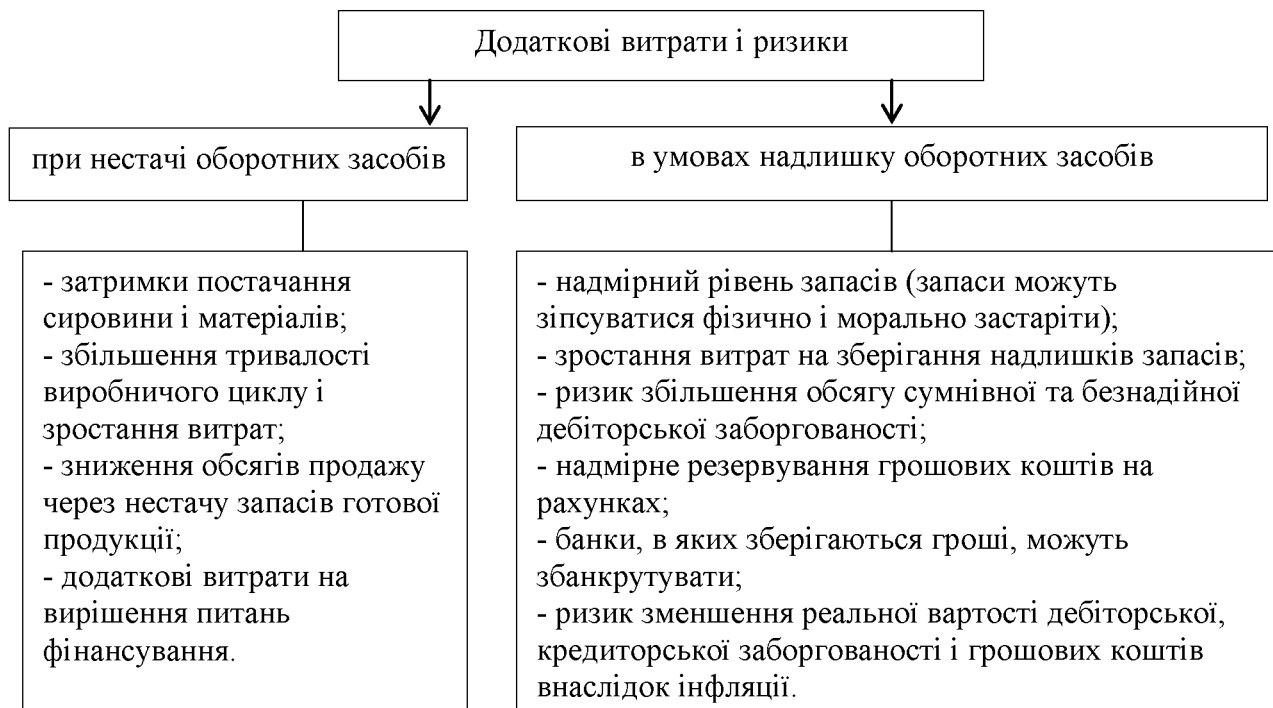 Додаткові витрати і ризики
при нестачі оборотних засобів
в умовах надлишку оборотних засобів
- затримки постачання
сировини і матеріалів;
- збільшення тривалості
виробничого циклу і
зростання витрат;
- зниження обсягів продажу
через нестачу запасів готової
продукції;
- додаткові витрати на
вирішення питань
фінансування.
- надмірний рівень запасів (запаси можуть
зіпсуватися фізично і морально застаріти);
- зростання витрат на зберігання надлишків запасів;
- ризик збільшення обсягу сумнівної та безнадійної
дебіторської заборгованості;
- надмірне резервування грошових коштів на
рахунках;
- банки, в яких зберігаються гроші, можуть
збанкрутувати;
- ризик зменшення реальної вартості дебіторської,
кредиторської заборгованості і грошових коштів
внаслідок інфляції.